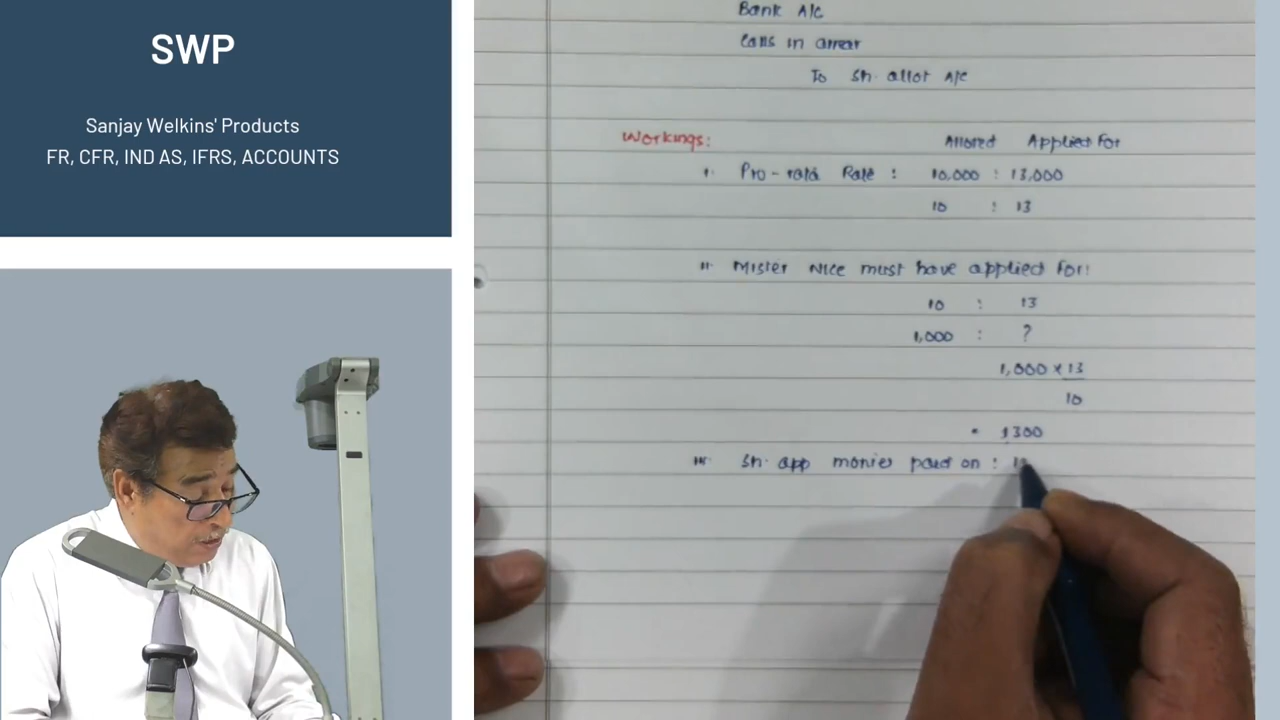 SWP
Sanjay Welkins' Products
FR, CFR, IND AS, IFRS, ACCOUNTS
Bank A/c
Calls in arrear
To Sh. allot A/c
Workings:
Allored Applied For
i. Pro-rata Rate : 10,000 : 13,000
10 : 13
ii. Mister Nice must have applied For:
10 : 13
1,000 : ?
1,000 x 13
10
= 1300
iii. Sh. app monies paid on :